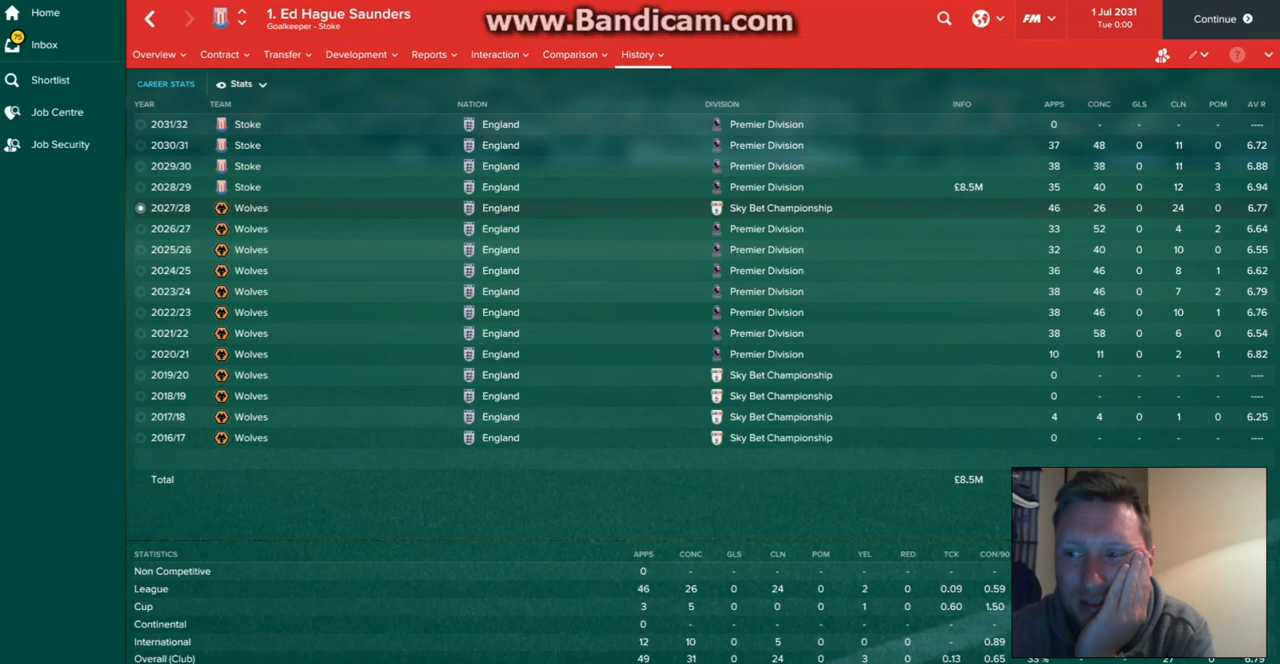 Home
75
Inbox
Shortlist
Job Centre
Job Security
1. Ed Hague Saunders
Goalkeeper - Stoke
www.Bandicam.com
FM
1 Jul 2031
Tue 0:00
Continue
Overview Contract Transfer Development Reports Interaction Comparison History
?
CAREER STATS Stats
YEAR TEAM NATION DIVISION INFO APPS CONC GLS CLN POM AV R
2031/32 Stoke England Premier Division 0 - - - - ----
2030/31 Stoke England Premier Division 37 48 0 11 0 6.72
2029/30 Stoke England Premier Division 38 38 0 11 3 6.88
2028/29 Stoke England Premier Division £8.5M 35 40 0 12 3 6.94
2027/28 Wolves England Sky Bet Championship 46 26 0 24 0 6.77
2026/27 Wolves England Premier Division 33 52 0 4 2 6.64
2025/26 Wolves England Premier Division 32 40 0 10 0 6.55
2024/25 Wolves England Premier Division 36 46 0 8 1 6.62
2023/24 Wolves England Premier Division 38 46 0 7 2 6.79
2022/23 Wolves England Premier Division 38 46 0 10 1 6.76
2021/22 Wolves England Premier Division 38 58 0 6 0 6.54
2020/21 Wolves England Premier Division 10 11 0 2 1 6.82
2019/20 Wolves England Sky Bet Championship 0 - - - - ----
2018/19 Wolves England Sky Bet Championship 0 - - - - ----
2017/18 Wolves England Sky Bet Championship 4 4 0 1 0 6.25
2016/17 Wolves England Sky Bet Championship 0 - - - - ----
Total £8.5M
STATISTICS APPS CONC GLS CLN POM YEL RED TCK CON/90
Non Competitive 0 - - - - - - - -
League 46 26 0 24 0 2 0 0.09 0.59
Cup 3 5 0 0 0 1 0 0.60 1.50
Continental 0 - - - - - - - -
International 12 10 0 5 0 0 0 - 0.89
Overall (Club) 49 31 0 24 0 3 0 0.13 0.65